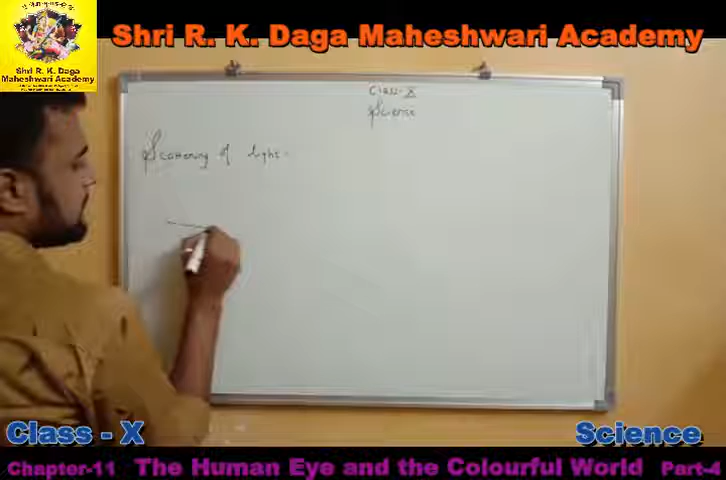 Shri R. K. Daga Maheshwari Academy
Shri R. K. Daga
Maheshwari Academy
Class-X
Science
Scattering of light-
Class - X
Science
Chapter-11 The Human Eye and the Colourful World Part-4